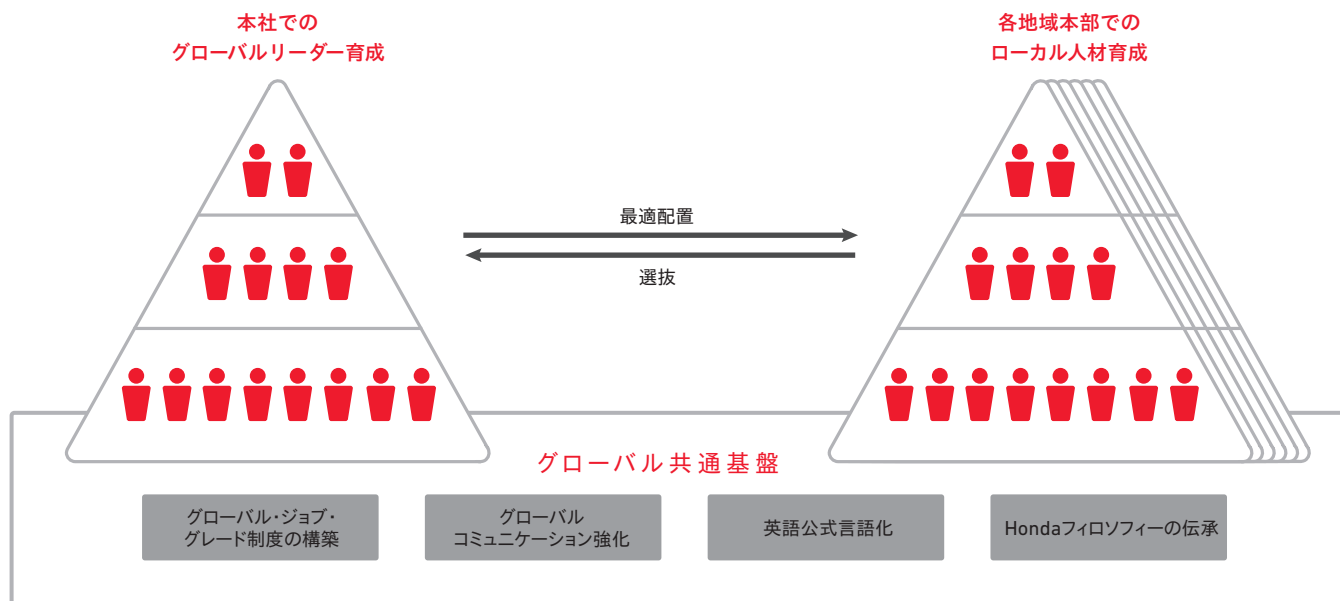 本社での
グローバルリーダー育成
各地域本部での
ローカル人材育成
最適配置
選抜
グローバル共通基盤
グローバル・ジョブ・
グレード制度の構築
グローバル
コミュニケーション強化
英語公式言語化
Hondaフィロソフィーの伝承